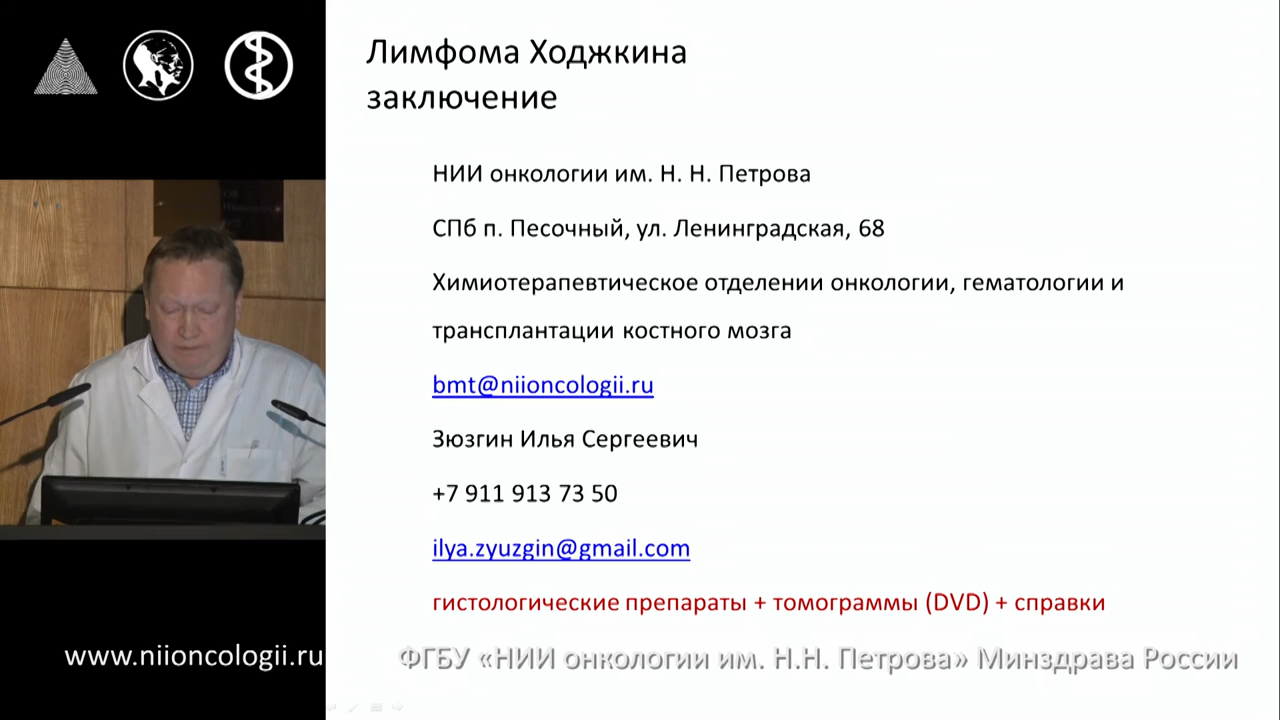 Лимфома Ходжкина
заключение
НИИ онкологии им. Н. Н. Петрова
СПб п. Песочный, ул. Ленинградская, 68
Химиотерапевтическое отделении онкологии, гематологии и
трансплантации костного мозга
bmt@niioncologii.ru
Зюзгин Илья Сергеевич
+7 911 913 73 50
ilya.zyuzgin@gmail.com
гистологические препараты + томограммы (DVD) + справки
www.niioncologii.ru
ФГБУ «НИИ онкологии им. Н.Н. Петрова» Минздрава России